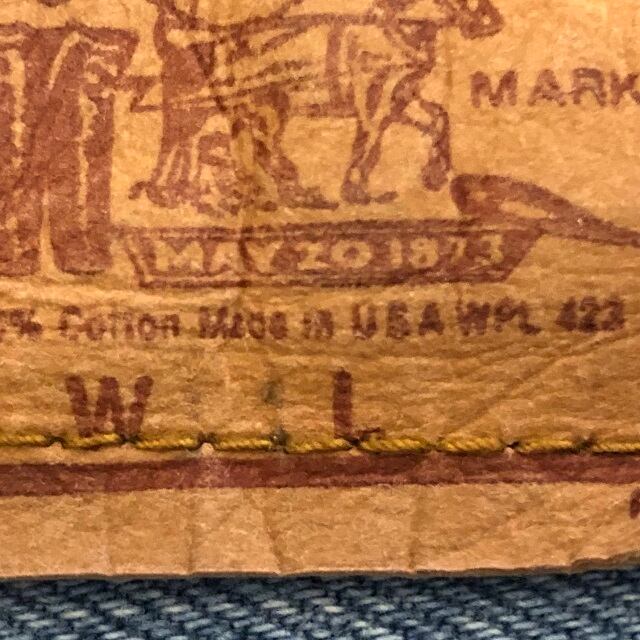 MARK
MAY 20 1873
% Cotton Made in U S A WPL 423
W L